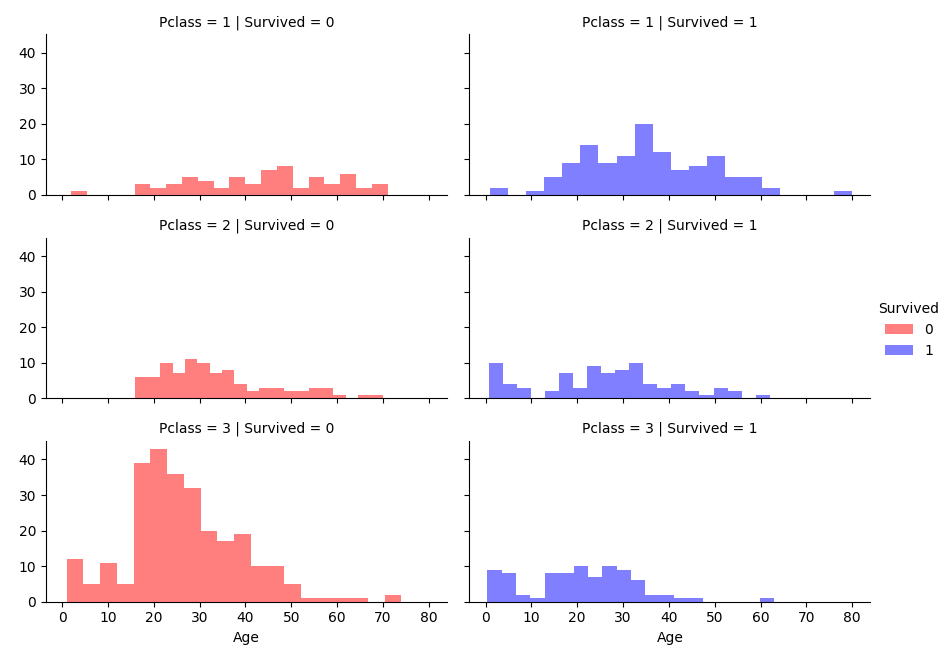 Pclass = 1 | Survived = 0
Pclass = 1 | Survived = 1
40
30
20
10
0
Pclass = 2 | Survived = 0
Pclass = 2 | Survived = 1
40
30
20
10
0
Survived
0
1
Pclass = 3 | Survived = 0
Pclass = 3 | Survived = 1
40
30
20
10
0
0 10 20 30 40 50 60 70 80
0 10 20 30 40 50 60 70 80
Age
Age